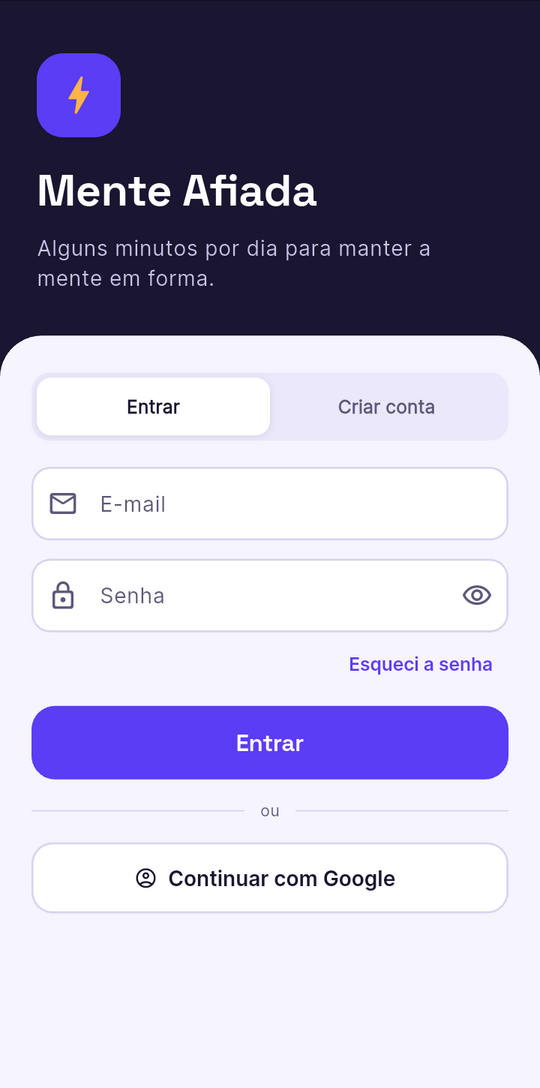 Mente Afiada
Alguns minutos por dia para manter a
mente em forma.
Entrar
Criar conta
E-mail
Senha
Esqueci a senha
Entrar
ou
Continuar com Google